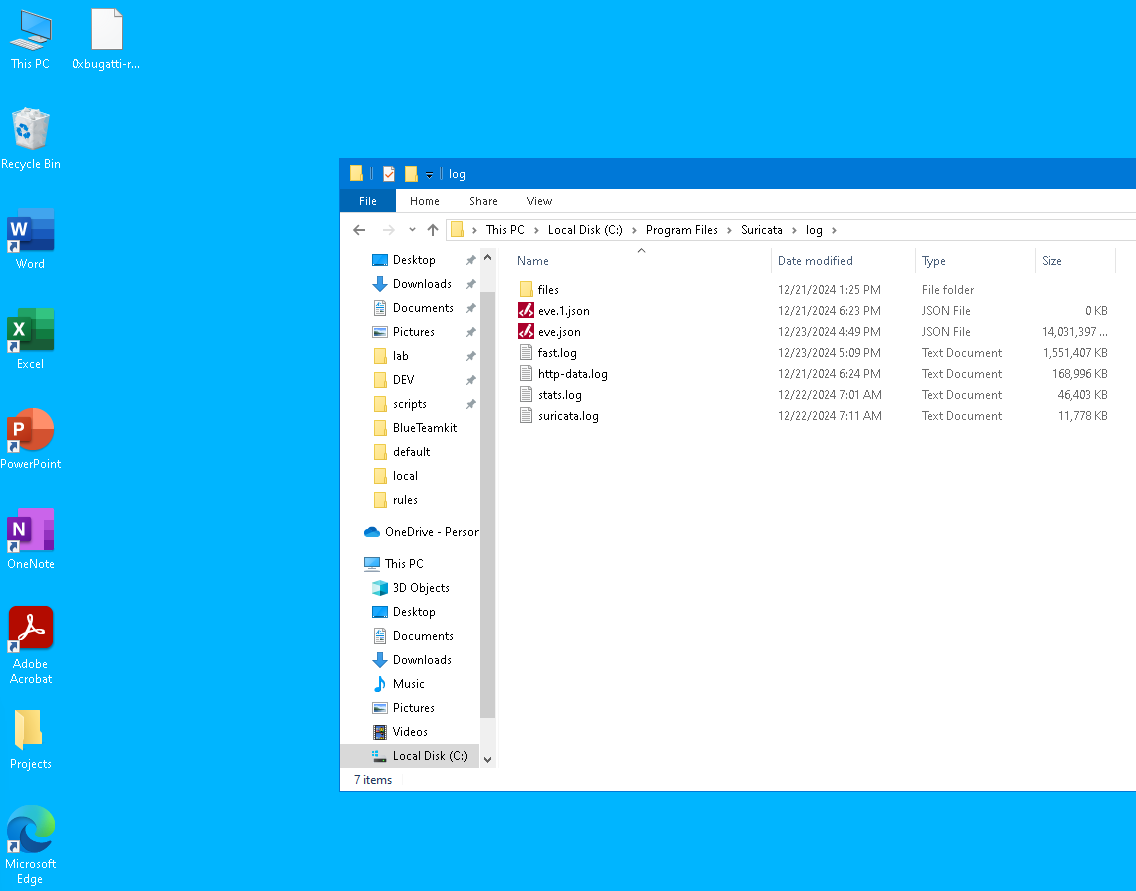 This PC
0xbugatti-r...
Recycle Bin
Word
Excel
PowerPoint
OneNote
Adobe
Acrobat
Projects
Microsoft
Edge
log
File Home Share View
This PC Local Disk (C:) Program Files Suricata log
Desktop
Downloads
Documents
Pictures
lab
DEV
scripts
BlueTeamkit
default
local
rules
OneDrive - Person
This PC
3D Objects
Desktop
Documents
Downloads
Music
Pictures
Videos
Local Disk (C:)
Name Date modified Type Size
files 12/21/2024 1:25 PM File folder
eve.1.json 12/21/2024 6:23 PM JSON File 0 KB
eve.json 12/23/2024 4:49 PM JSON File 14,031,397 ...
fast.log 12/23/2024 5:09 PM Text Document 1,551,407 KB
http-data.log 12/21/2024 6:24 PM Text Document 168,996 KB
stats.log 12/22/2024 7:01 AM Text Document 46,403 KB
suricata.log 12/22/2024 7:11 AM Text Document 11,778 KB
7 items